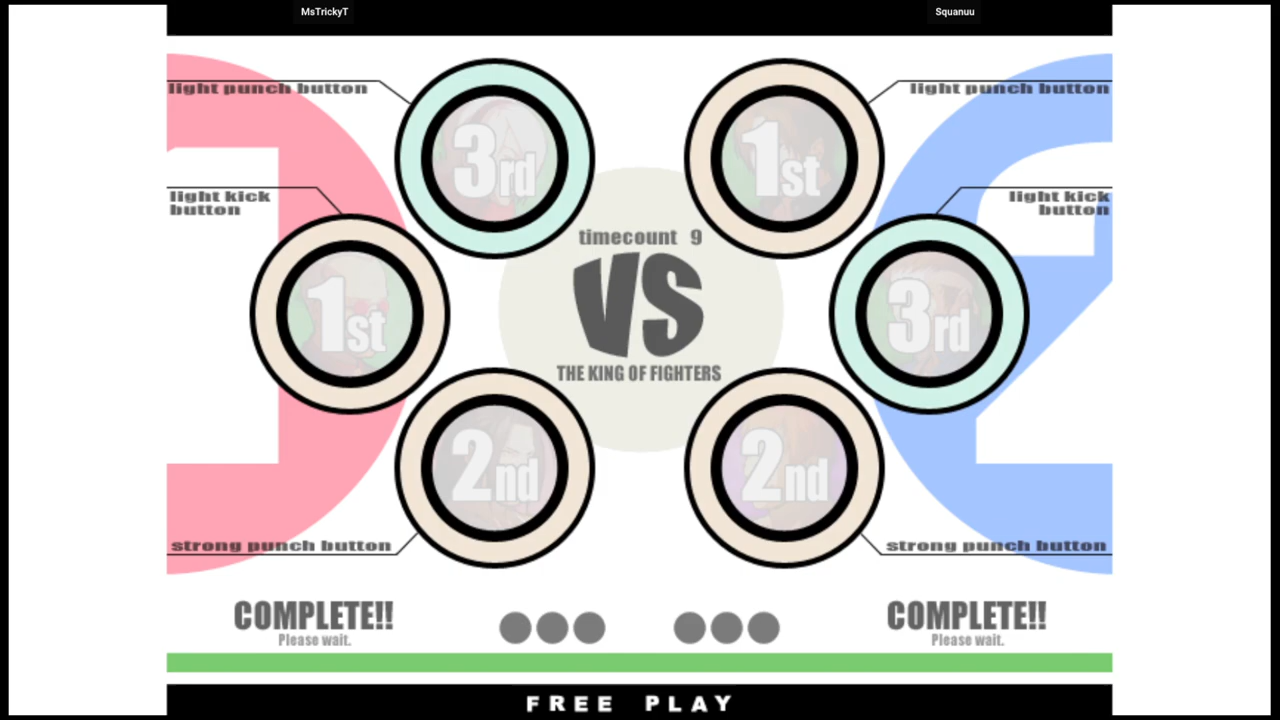 MsTrickyT
Squanuu
light punch button
light punch button
3rd
1st
light kick
button
light kick
button
timecount 9
VS
THE KING OF FIGHTERS
1st
3rd
2nd
2nd
strong punch button
strong punch button
COMPLETE!!
Please wait.
COMPLETE!!
Please wait.
FREE PLAY